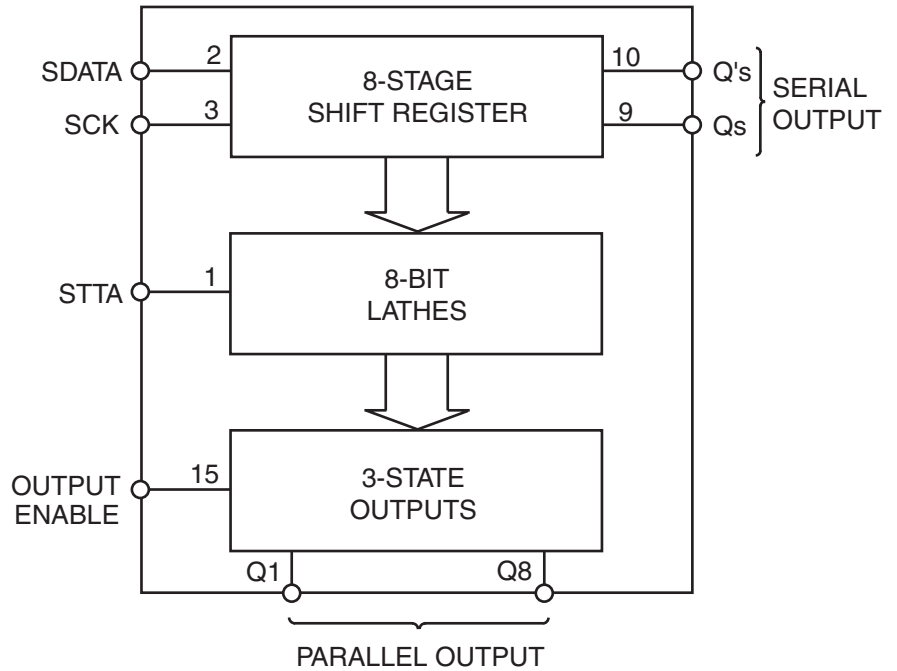 SDATA
2
8-STAGE
SHIFT REGISTER
10
Q's
SCK
3
9
Qs
SERIAL
OUTPUT
STTA
1
8-BIT
LATHES
OUTPUT
ENABLE
15
3-STATE
OUTPUTS
Q1
Q8
PARALLEL OUTPUT